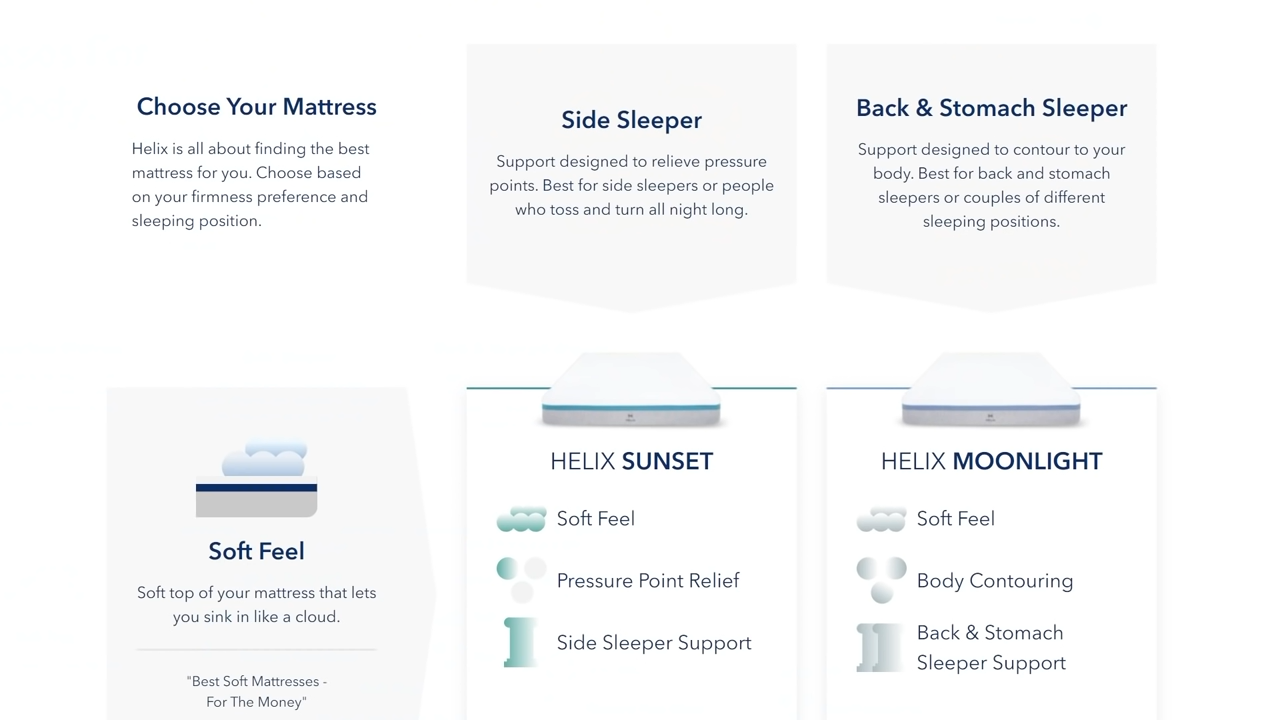 Choose Your Mattress
Helix is all about finding the best
mattress for you. Choose based
on your firmness preference and
sleeping position.
Side Sleeper
Support designed to relieve pressure
points. Best for side sleepers or people
who toss and turn all night long.
Back & Stomach Sleeper
Support designed to contour to your
body. Best for back and stomach
sleepers or couples of different
sleeping positions.
Soft Feel
Soft top of your mattress that lets
you sink in like a cloud.
"Best Soft Mattresses -
For The Money"
HELIX SUNSET
Soft Feel
Pressure Point Relief
Side Sleeper Support
HELIX MOONLIGHT
Soft Feel
Body Contouring
Back & Stomach
Sleeper Support